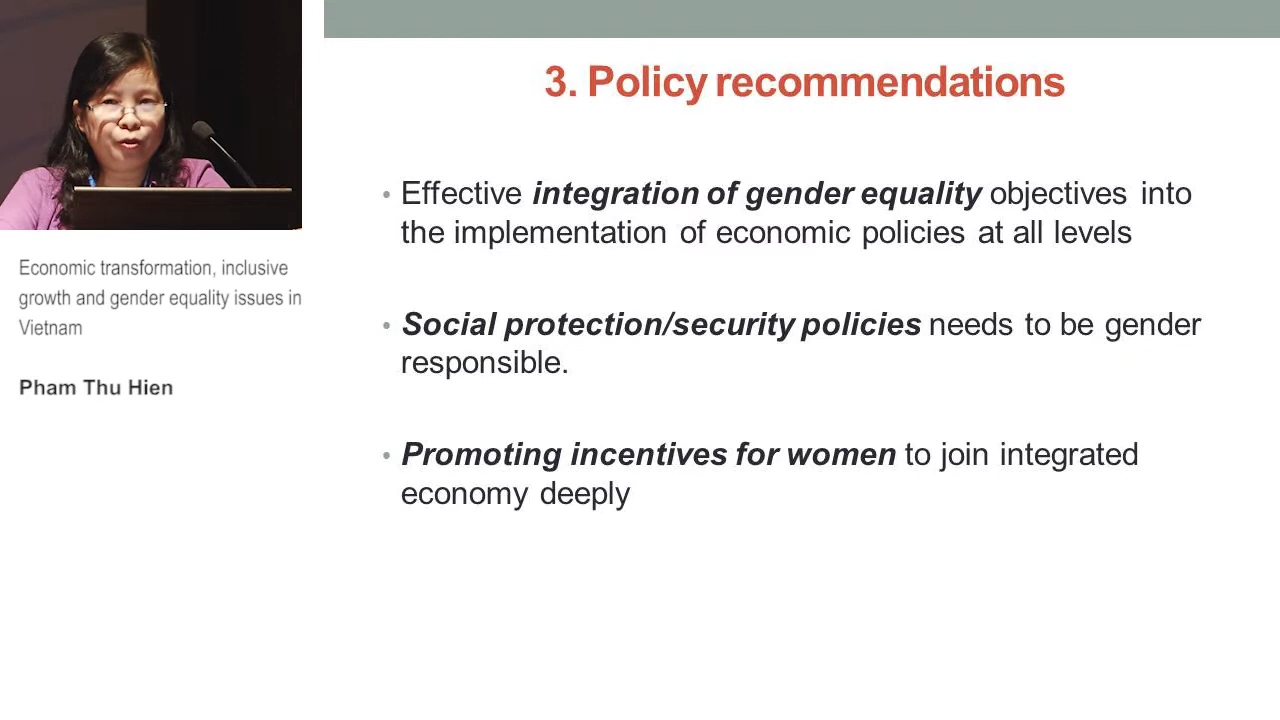 3. Policy recommendations
• Effective integration of gender equality objectives into
the implementation of economic policies at all levels
• Social protection/security policies needs to be gender
responsible.
• Promoting incentives for women to join integrated
economy deeply
Economic transformation, inclusive
growth and gender equality issues in
Vietnam
Pham Thu Hien